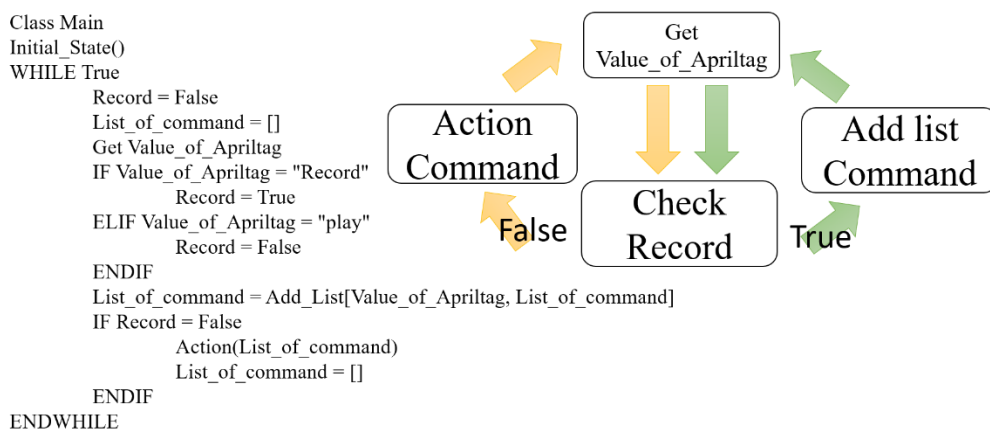 Class Main
Initial_State()
WHILE True
Record = False
List_of_command = []
Get Value_of_Apriltag
IF Value_of_Apriltag = "Record"
Record = True
ELIF Value_of_Apriltag = "play"
Record = False
ENDIF
List_of_command = Add_List[Value_of_Apriltag, List_of_command]
IF Record = False
Action(List_of_command)
List_of_command = []
ENDIF
ENDWHILE
Get
Value_of_Apriltag
Action
Command
Add list
Command
Check
Record
False
True